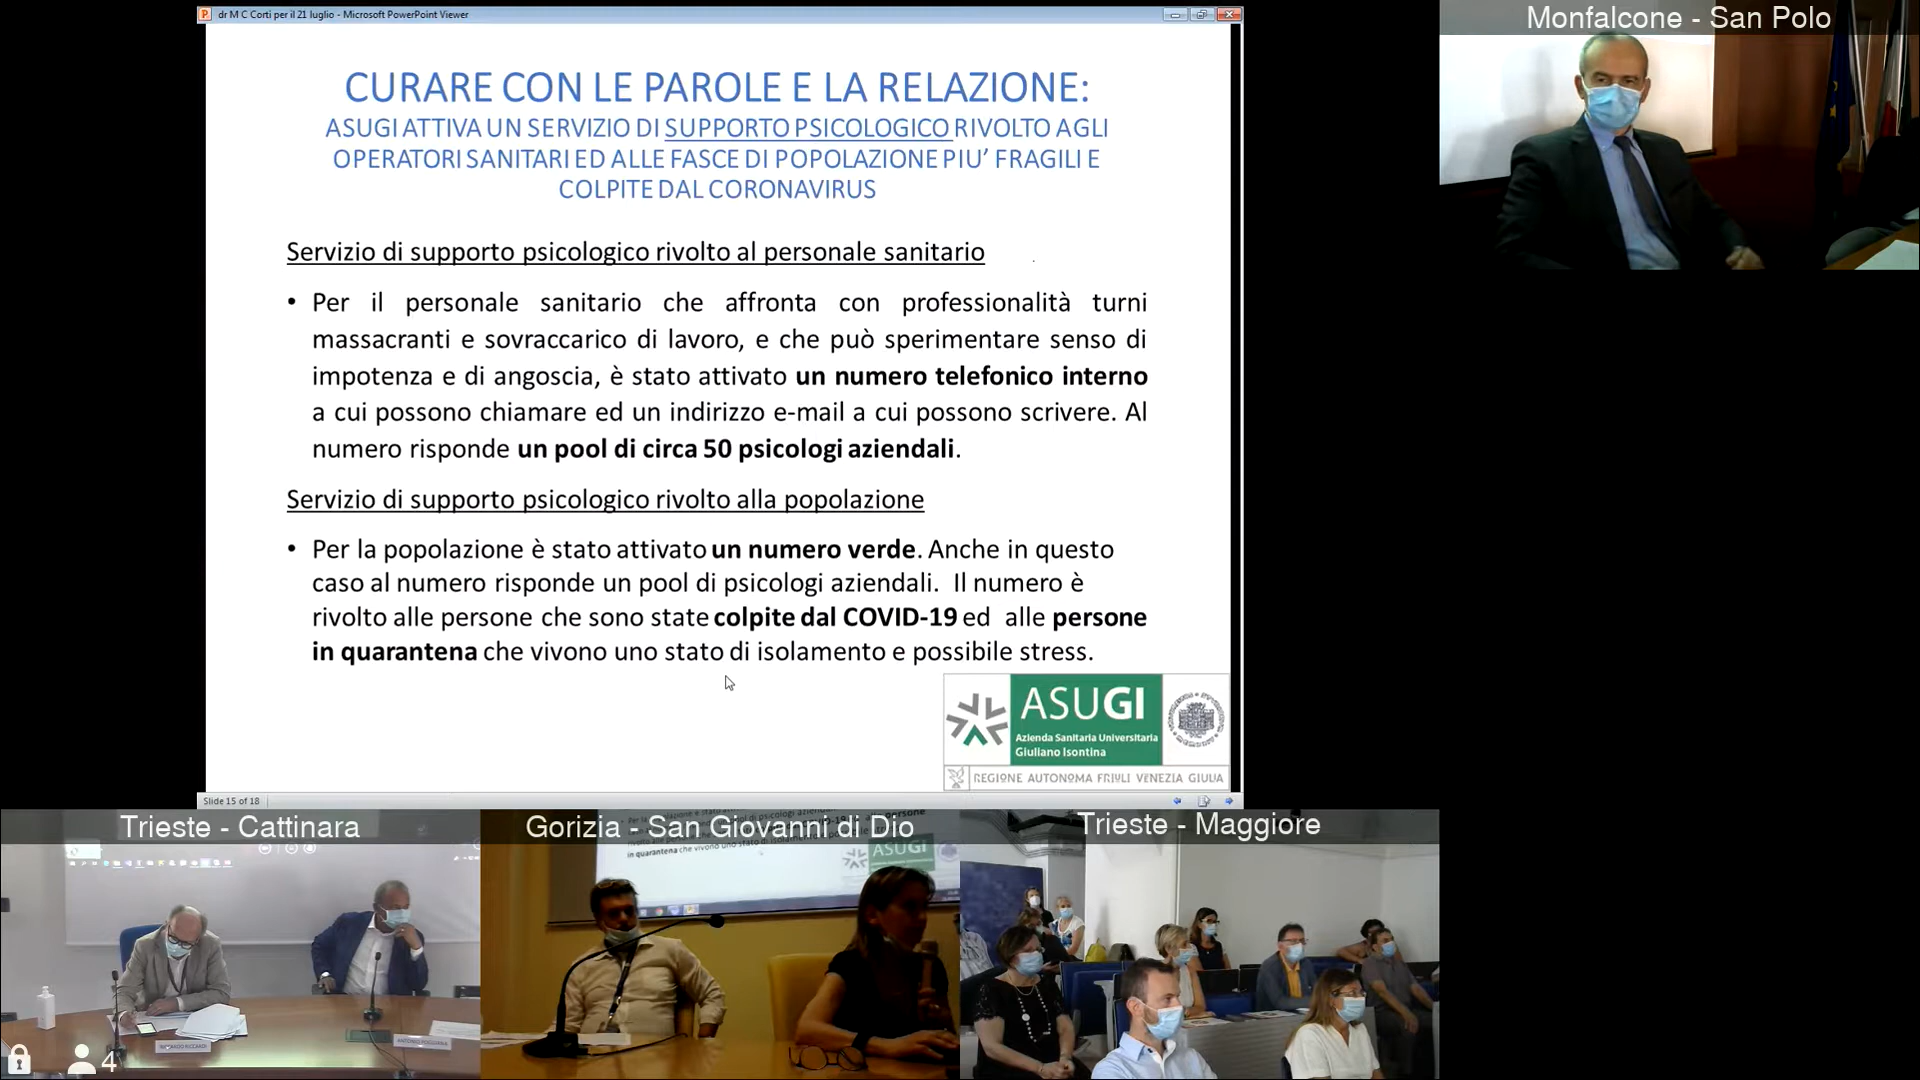 dr M C Corti per il 21 luglio - Microsoft PowerPoint Viewer
Monfalcone - San Polo
CURARE CON LE PAROLE E LA RELAZIONE:
ASUGI ATTIVA UN SERVIZIO DI SUPPORTO PSICOLOGICO RIVOLTO AGLI
OPERATORI SANITARI ED ALLE FASCE DI POPOLAZIONE PIU’ FRAGILI E
COLPITE DAL CORONAVIRUS
Servizio di supporto psicologico rivolto al personale sanitario
• Per il personale sanitario che affronta con professionalità turni
massacranti e sovraccarico di lavoro, e che può sperimentare senso di
impotenza e di angoscia, è stato attivato un numero telefonico interno
a cui possono chiamare ed un indirizzo e-mail a cui possono scrivere. Al
numero risponde un pool di circa 50 psicologi aziendali.
Servizio di supporto psicologico rivolto alla popolazione
• Per la popolazione è stato attivato un numero verde. Anche in questo
caso al numero risponde un pool di psicologi aziendali. Il numero è
rivolto alle persone che sono state colpite dal COVID-19 ed alle persone
in quarantena che vivono uno stato di isolamento e possibile stress.
ASUGI
Azienda Sanitaria Universitaria
Giuliano Isontina
REGIONE AUTONOMA FRIULI VENEZIA GIULIA
Slide 15 of 18
Trieste - Cattinara
Gorizia - San Giovanni di Dio
Trieste - Maggiore
in quarantena che vivono uno stato di
ASUGI
4